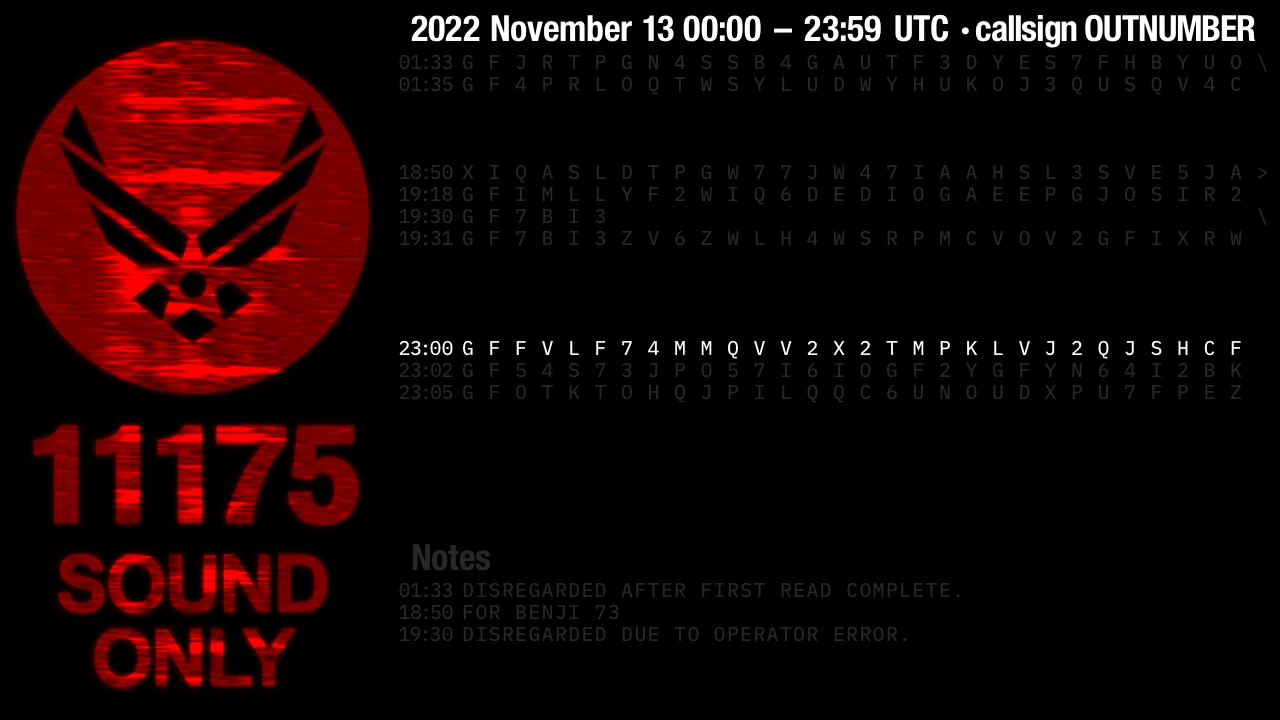 2022 November 13 00:00 – 23:59 UTC · callsign OUTNUMBER
01:33 G F J R T P G N 4 S S B 4 G A U T F 3 D Y E S 7 F H B Y U O \
01:35 G F 4 P R L O Q T W S Y L U D W Y H U K O J 3 Q U S Q V 4 C
18:50 X I Q A S L D T P G W 7 7 J W 4 7 I A A H S L 3 S V E 5 J A >
19:18 G F I M L L Y F 2 W I Q 6 D E D I O G A E E P G J O S I R 2
19:30 G F 7 B I 3 \
19:31 G F 7 B I 3 Z V 6 Z W L H 4 W S R P M C V O V 2 G F I X R W
23:00 G F F V L F 7 4 M M Q V V 2 X 2 T M P K L V J 2 Q J S H C F
23:02 G F 5 4 S 7 3 J P O 5 7 I 6 I O G F 2 Y G F Y N 6 4 I 2 B K
23:05 G F O T K T O H Q J P I L Q Q C 6 U N O U D X P U 7 F P E Z
11175
SOUND
ONLY
Notes
01:33 DISREGARDED AFTER FIRST READ COMPLETE.
18:50 FOR BENJI 73
19:30 DISREGARDED DUE TO OPERATOR ERROR.